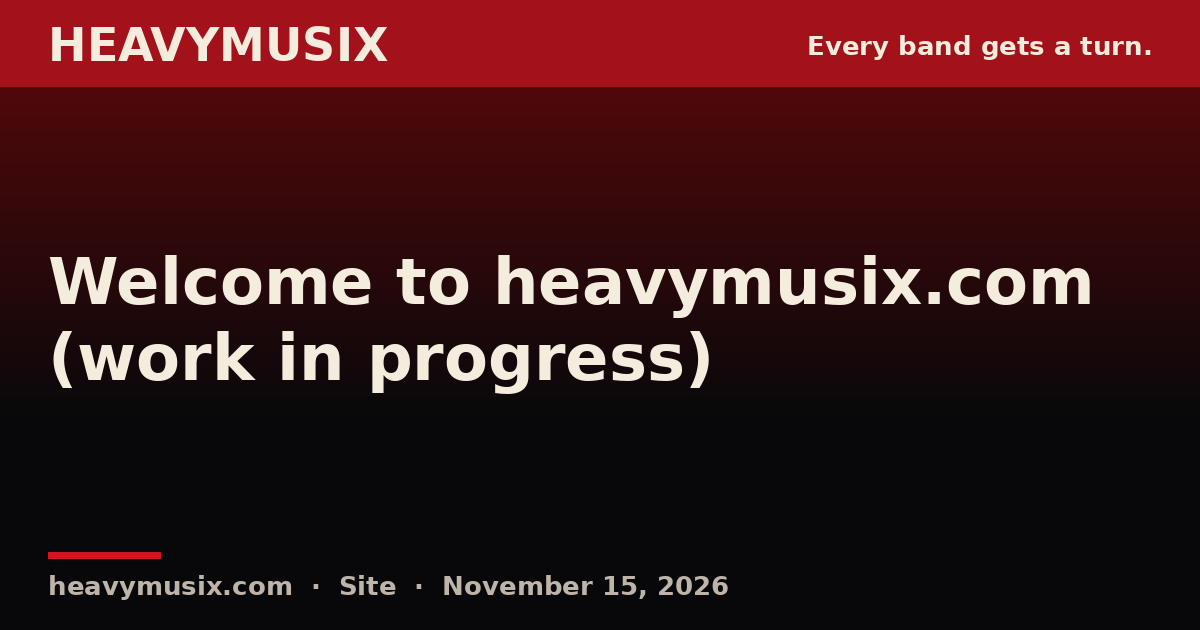 HEAVYMUSIX
Every band gets a turn.
Welcome to heavymusix.com
(work in progress)
heavymusix.com · Site · November 15, 2026